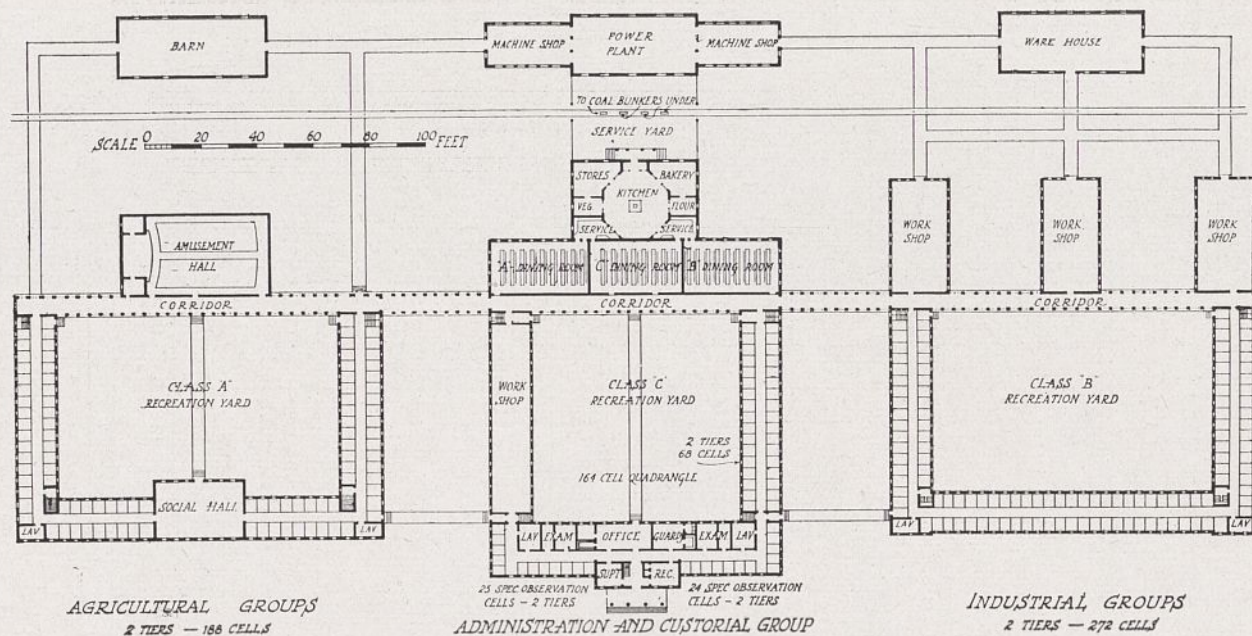 BARN
MACHINE SHOP
POWER
PLANT
MACHINE SHOP
WARE HOUSE
TO COAL BUNKERS UNDER
SCALE 0 20 40 60 80 100 FEET
SERVICE YARD
STORES
BAKERY
KITCHEN
VEG.
FLOUR
SERVICE
SERVICE
WORK
SHOP
WORK
SHOP
WORK
SHOP
AMUSEMENT
HALL
"A" DINING ROOM
"C" DINING ROOM
"B" DINING ROOM
CORRIDOR
CORRIDOR
CORRIDOR
CLASS "A"
RECREATION YARD
WORK
SHOP
CLASS "C"
RECREATION YARD
CLASS "B"
RECREATION YARD
2 TIERS
68 CELLS
164 CELL QUADRANGLE
SOCIAL HALL
LAV
LAV
LAV
EXAM
OFFICE
GUARDS
EXAM
LAV
LAV
LAV
SUPT
REC.
25 SPEC. OBSERVATION
CELLS - 2 TIERS
24 SPEC OBSERVATION
CELLS - 2 TIERS
AGRICULTURAL GROUPS
2 TIERS — 188 CELLS
ADMINISTRATION AND CUSTORIAL GROUP
INDUSTRIAL GROUPS
2 TIERS — 272 CELLS